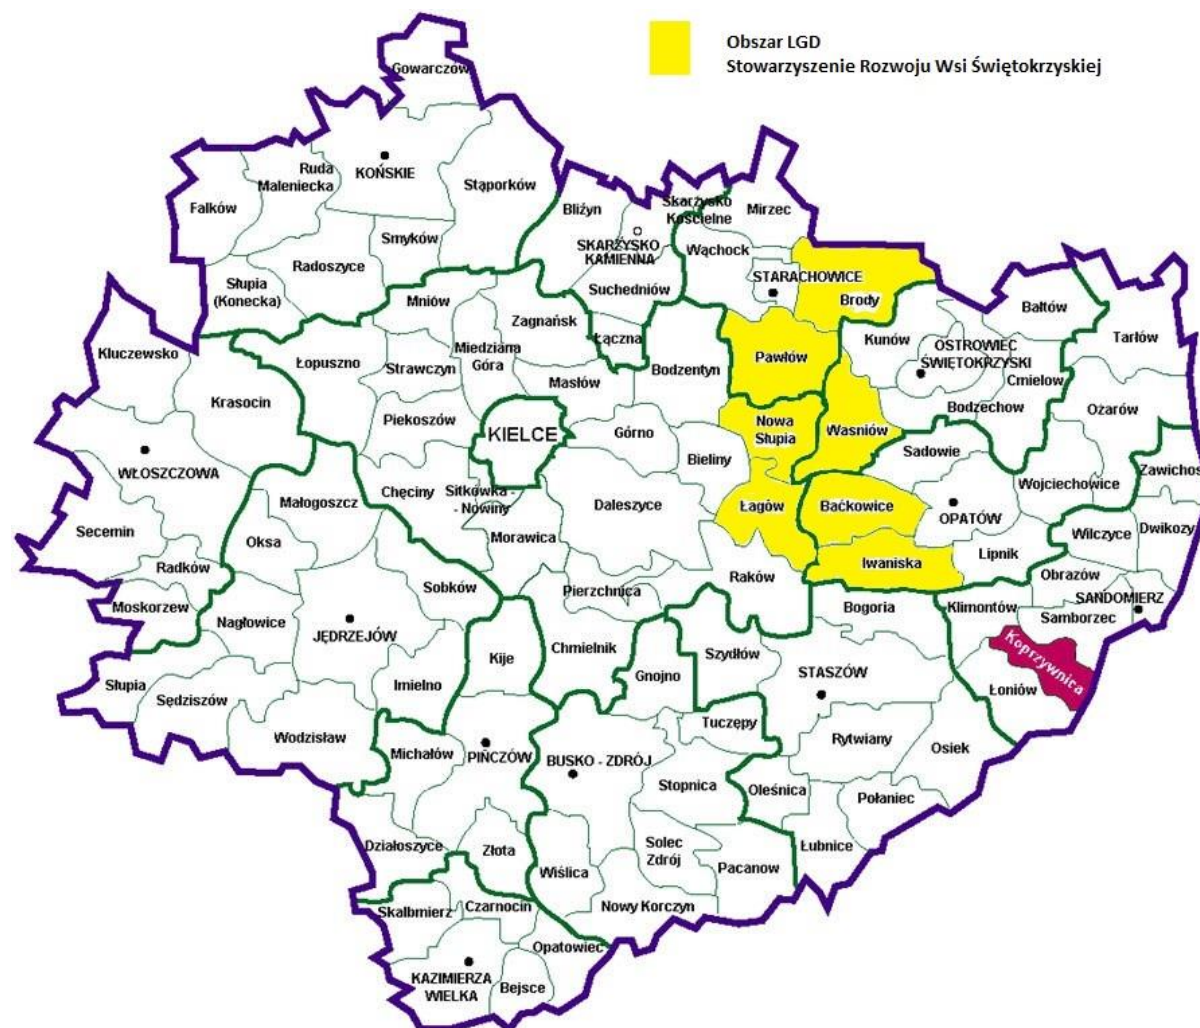 Obszar LGD
Stowarzyszenie Rozwoju Wsi Świętokrzyskiej
Gowarczów
Ruda
Maleniecka
KOŃSKIE
Stąporków
Fałków
Smyków
Radoszyce
Słupia
(Konecka)
Bliżyn
Skarżysko
Kościelne
Mirzec
SKARŻYSKO
KAMIENNA
Wąchock
STARACHOWICE
Suchedniów
Brody
Bałtów
Mniów
Zagnańsk
Łączna
Kunów
OSTROWIEC
ŚWIĘTOKRZYSKI
Tarłów
Kluczewsko
Łopuszno
Strawczyn
Miedziana
Góra
Masłów
Bodzentyn
Pawłów
Cmielow
Krasocin
Piekoszów
KIELCE
Górno
Nowa
Słupia
Waśniów
Bodzechow
Ożarów
WŁOSZCZOWA
Bieliny
Sadowie
Zawichos
Małogoszcz
Chęciny
Sitkówka -
- Nowiny
Daleszyce
Łagów
Baćkowice
OPATÓW
Wojciechowice
Secemin
Oksa
Morawica
Wilczyce
Dwikozy
Radków
Iwaniska
Lipnik
Moskorzew
Sobków
Pierzchnica
Raków
Obrazów
Nagłowice
JĘDRZEJÓW
Bogoria
Klimontów
SANDOMIERZ
Samborzec
Kije
Chmielnik
Szydłów
Koprzywnica
Słupia
Sędziszów
Imielno
Gnojno
STASZÓW
Łoniów
Wodzisław
Tuczępy
Michałów
PIŃCZÓW
BUSKO - ZDRÓJ
Rytwiany
Osiek
Stopnica
Oleśnica
Połaniec
Działoszyce
Złota
Solec
Zdrój
Łubnice
Wiślica
Pacanow
Skalbmierz
Czarnocin
Nowy Korczyn
Opatowiec
KAZIMIERZA
WIELKA
Bejsce